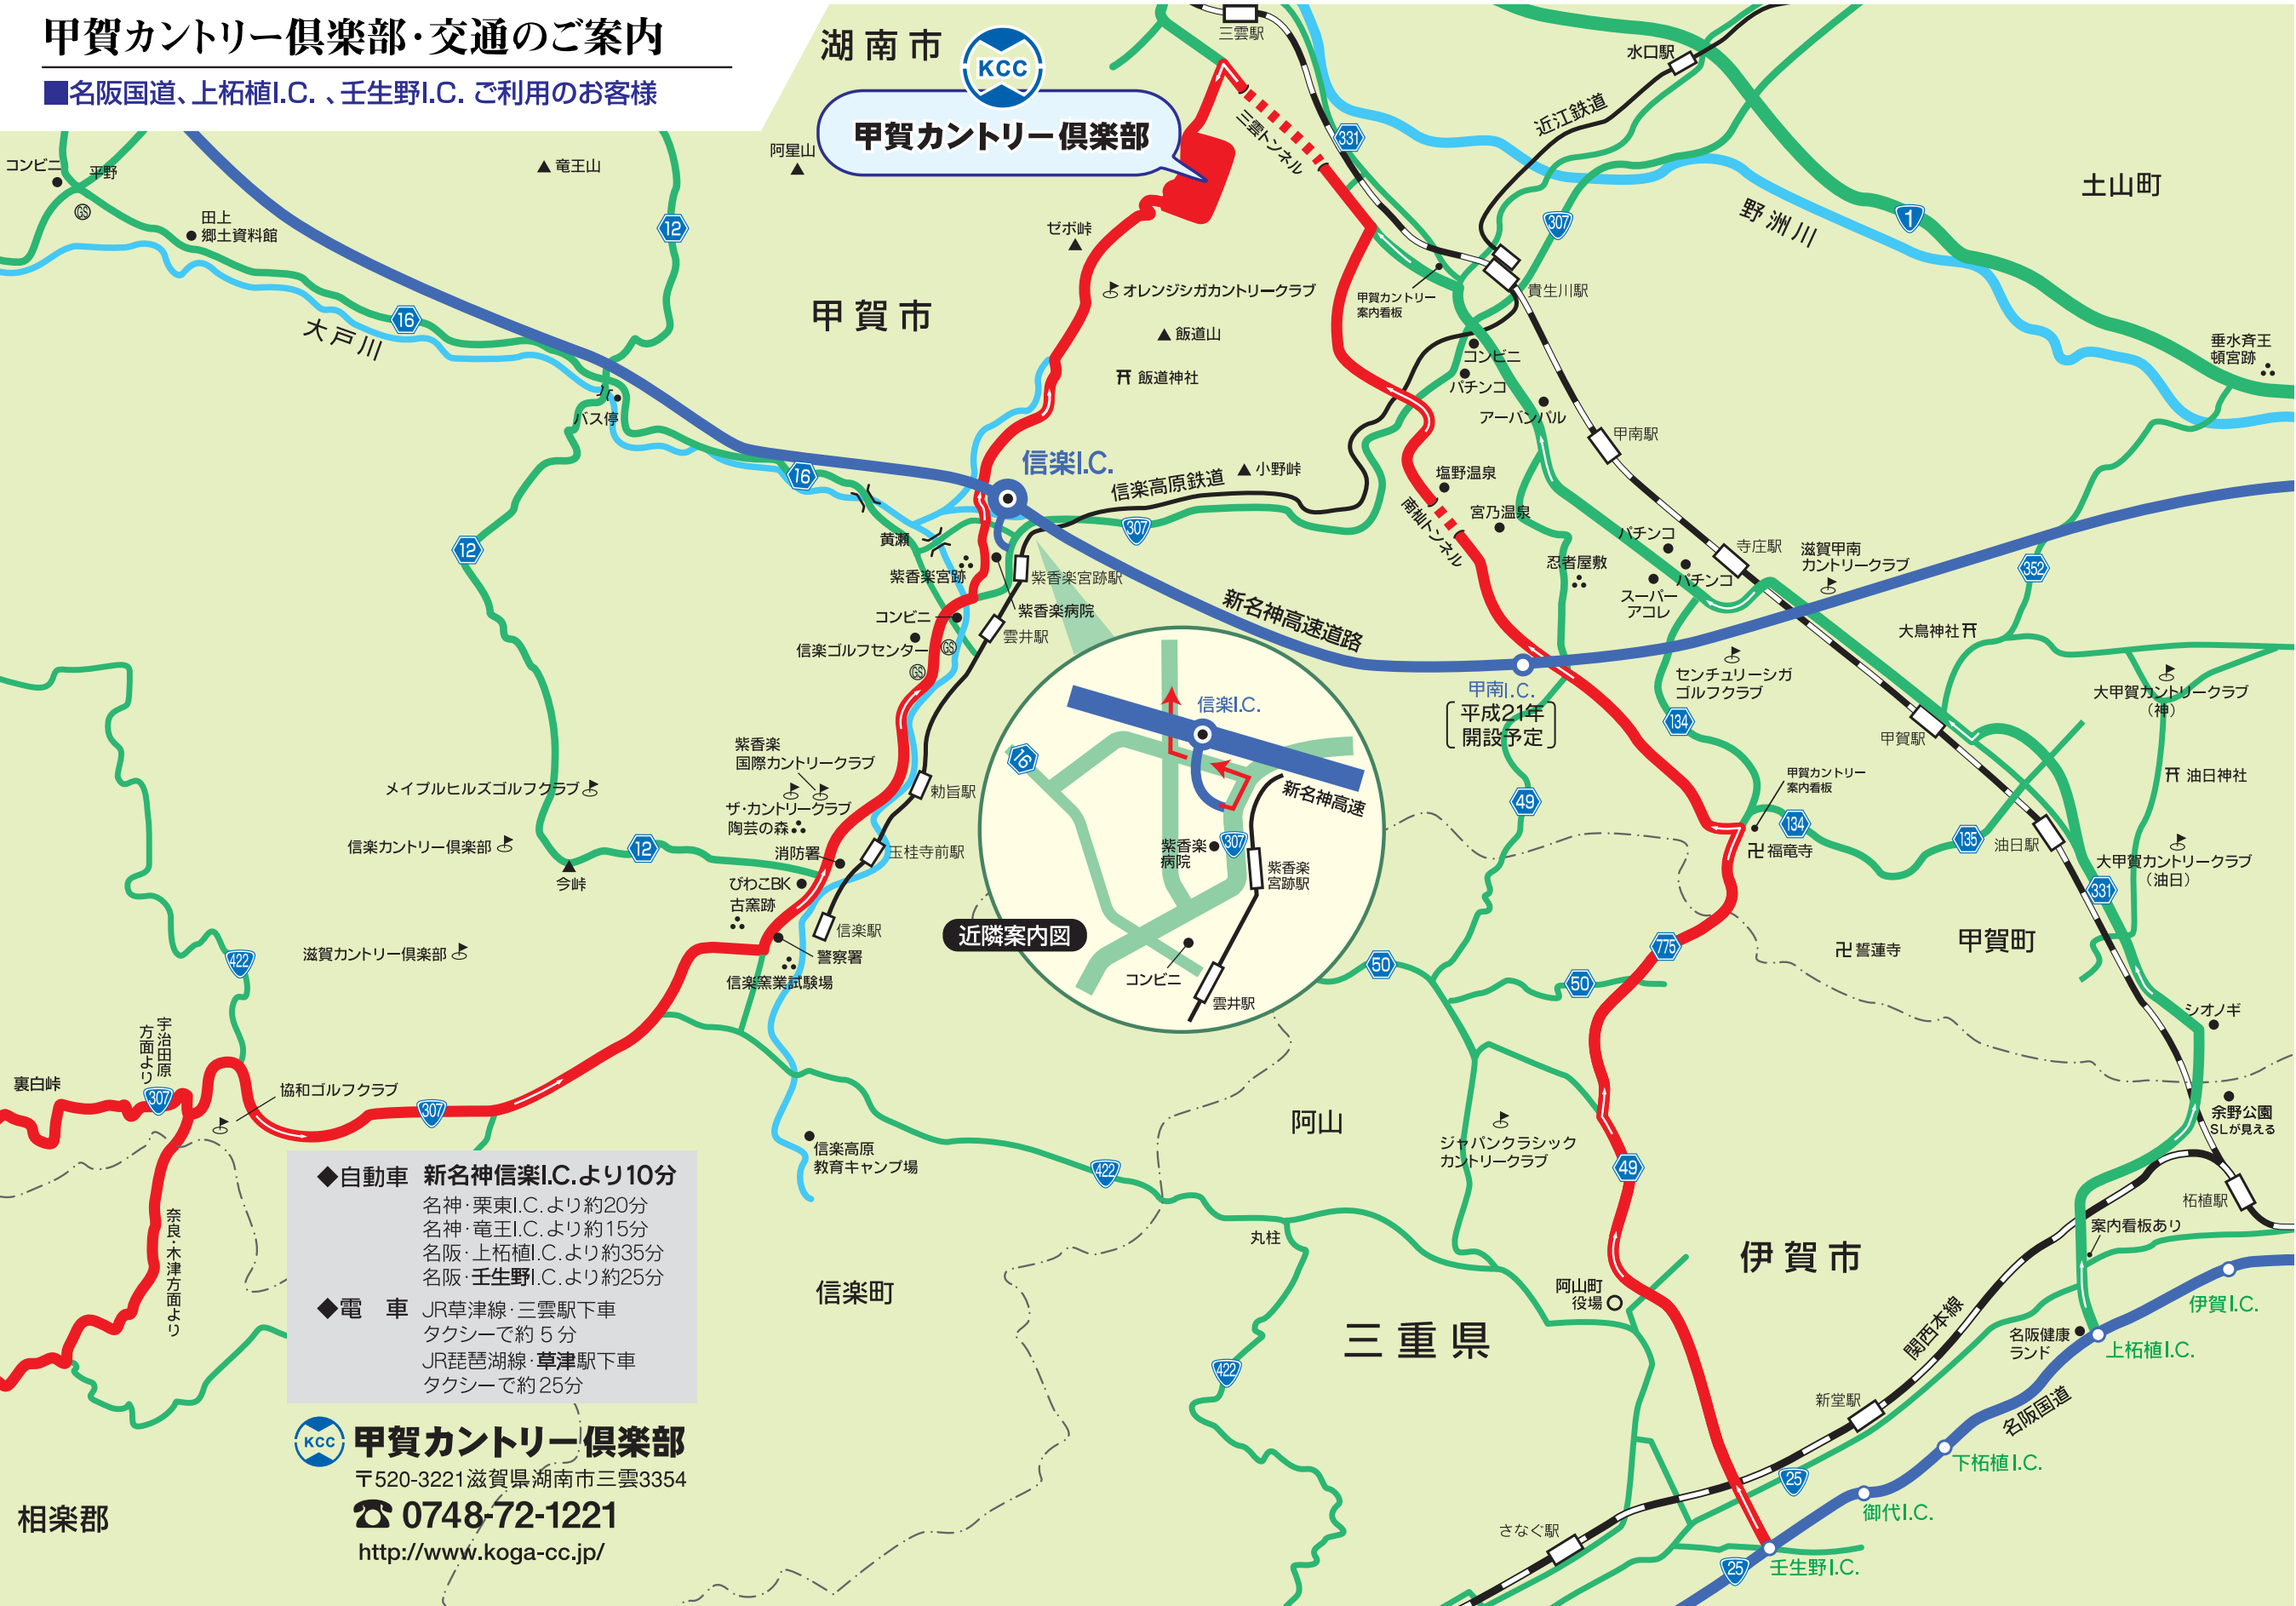 甲賀カントリー倶楽部・交通のご案内
■名阪国道、上柘植I.C.、壬生野I.C. ご利用のお客様
湖南市
KCC
甲賀カントリー倶楽部
三雲駅
三雲トンネル
331
水口駅
近江鉄道
307
野洲川
1
土山町
コンビニ
平野
GS
田上
郷土資料館
竜王山
阿星山
12
ゼボ峠
16
大戸川
甲賀市
オレンジシガカントリークラブ
飯道山
飯道神社
甲賀カントリー
案内看板
貴生川駅
コンビニ
パチンコ
アーバンパル
甲南駅
垂水斉王
頓宮跡
バス停
16
信楽I.C.
信楽高原鉄道
小野峠
307
塩野温泉
南杣トンネル
宮乃温泉
忍者屋敷
パチンコ
パチンコ
スーパー
アコレ
寺庄駅
滋賀甲南
カントリークラブ
352
12
黄瀬
紫香楽宮跡
紫香楽宮跡駅
紫香楽病院
コンビニ
雲井駅
信楽ゴルフセンター
GS
GS
新名神高速道路
大鳥神社
甲南I.C.
平成21年
開設予定
センチュリーシガ
ゴルフクラブ
134
大甲賀カントリークラブ
(神)
甲賀駅
油日神社
信楽I.C.
16
新名神高速
307
紫香楽
病院
紫香楽
宮跡駅
コンビニ
雲井駅
近隣案内図
紫香楽
国際カントリークラブ
メイプルヒルズゴルフクラブ
ザ・カントリークラブ
陶芸の森
勅旨駅
信楽カントリー倶楽部
12
消防署
玉桂寺前駅
今峠
びわこBK
古窯跡
信楽駅
滋賀カントリー倶楽部
警察署
信楽窯業試験場
49
甲賀カントリー
案内看板
134
福竜寺
135
油日駅
大甲賀カントリークラブ
(油日)
331
422
50
50
775
誓蓮寺
甲賀町
シオノギ
宇治田原
方面より
裏白峠
307
協和ゴルフクラブ
307
信楽高原
教育キャンプ場
阿山
ジャパンクラシック
カントリークラブ
49
余野公園
SLが見える
422
柘植駅
案内看板あり
奈良・木津方面より
◆自動車 新名神信楽I.C.より10分
名神・栗東I.C.より約20分
名神・竜王I.C.より約15分
名阪・上柘植I.C.より約35分
名阪・壬生野I.C.より約25分
◆電 車 JR草津線・三雲駅下車
タクシーで約5分
JR琵琶湖線・草津駅下車
タクシーで約25分
丸柱
信楽町
伊賀市
阿山町
役場
三重県
422
関西本線
名阪健康
ランド
伊賀I.C.
上柘植I.C.
新堂駅
名阪国道
下柘植I.C.
25
御代I.C.
さなぐ駅
25
壬生野I.C.
KCC
甲賀カントリー倶楽部
〒520-3221滋賀県湖南市三雲3354
☎0748-72-1221
http://www.koga-cc.jp/
相楽郡